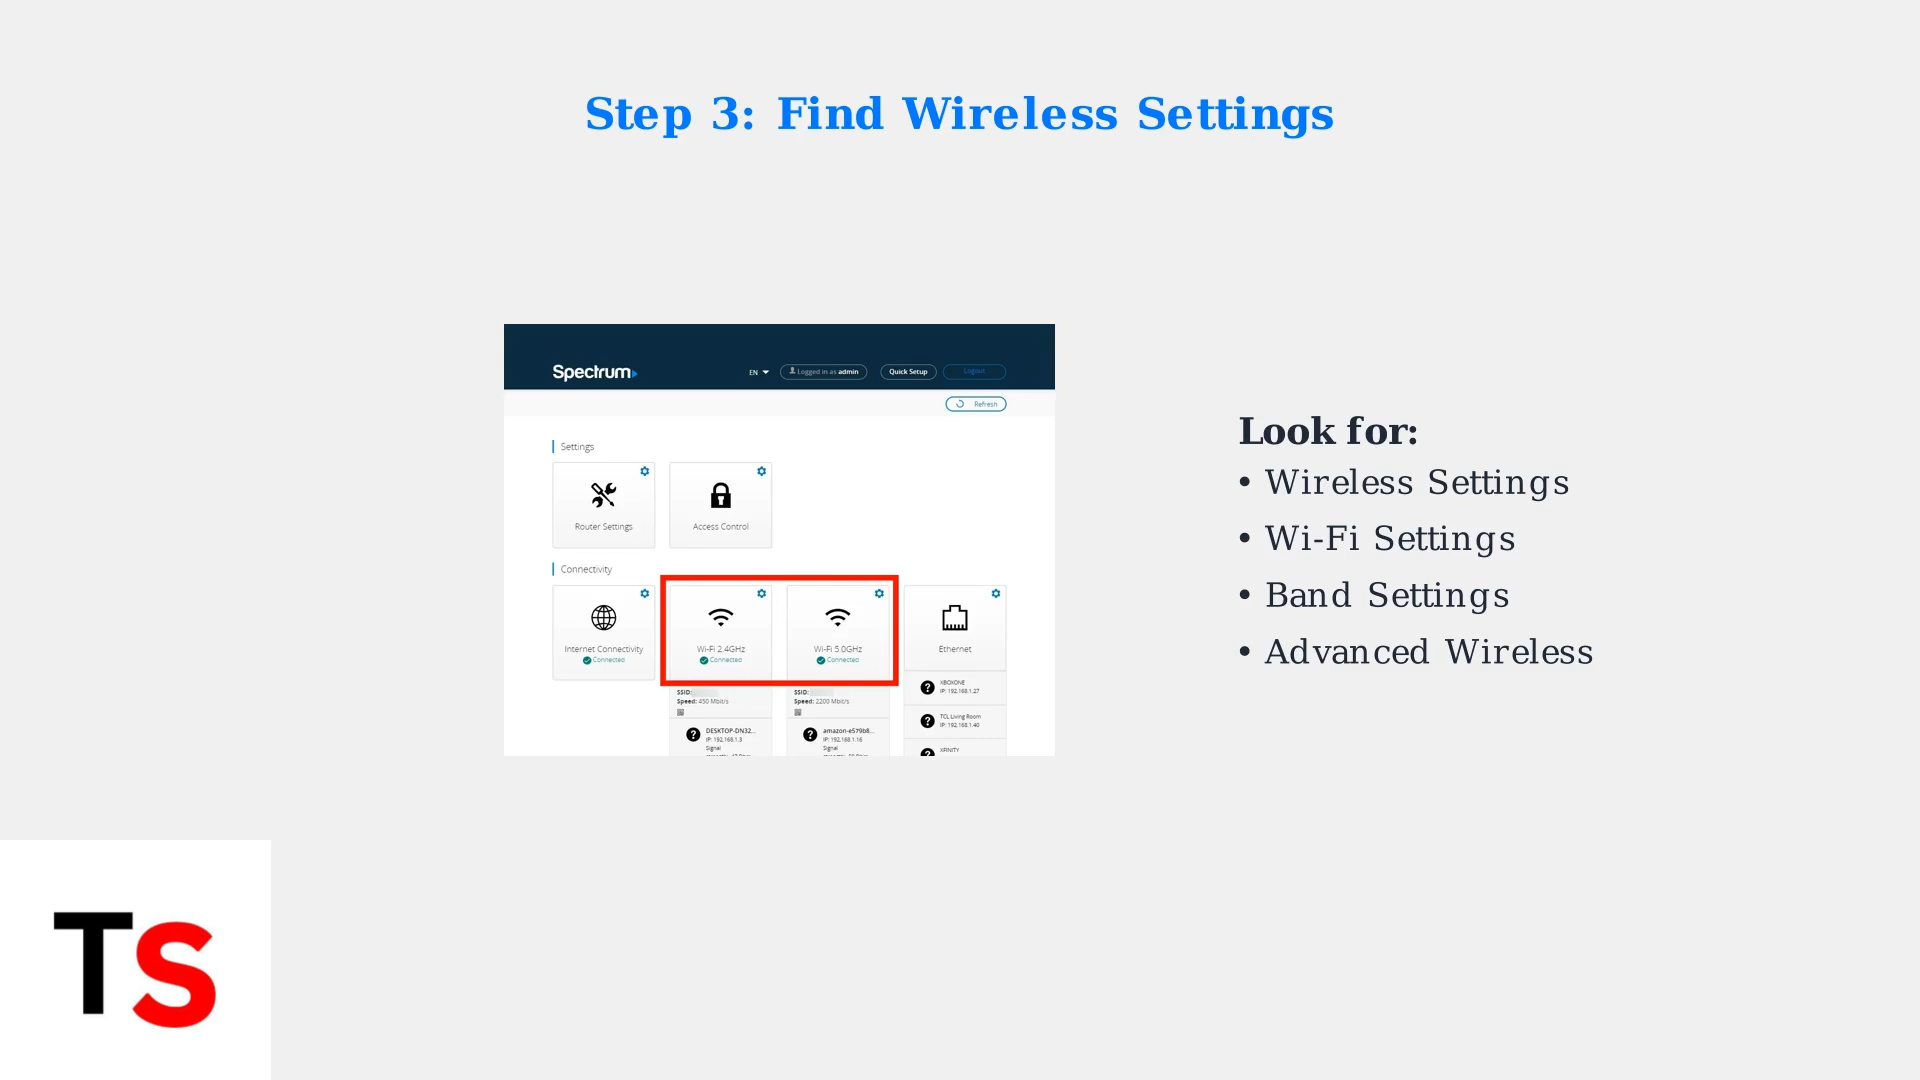 Step 3: Find Wireless Settings
Spectrum
EN
Logged in as admin
Quick Setup
Logout
Refresh
Settings
Router Settings
Access Control
Connectivity
Internet Connectivity
Connected
Wi-Fi 2.4GHz
Connected
Wi-Fi 5.0GHz
Connected
Ethernet
SSID:
Speed: 450 Mbit/s
DESKTOP-DN32...
IP: 192.168.1.3
Signal
SSID:
Speed: 2200 Mbit/s
amazon-e579b8...
IP: 192.168.1.16
Signal
XBOXONE
IP: 192.168.1.27
TCL Living Room
IP: 192.168.1.40
XFINITY
Look for:
• Wireless Settings
• Wi-Fi Settings
• Band Settings
• Advanced Wireless
TS